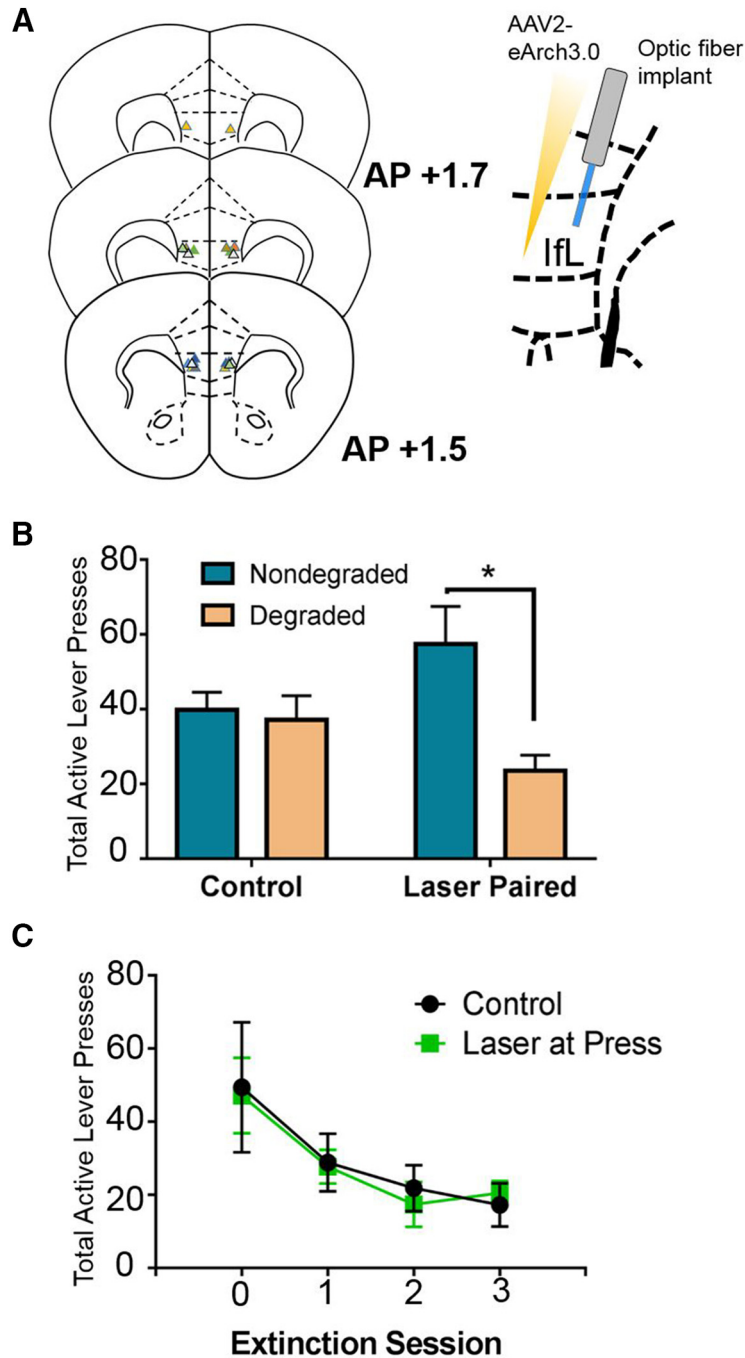 A
AAV2-
eArch3.0
Optic fiber
implant
AP +1.7
IfL
AP +1.5
B
Total Active Lever Presses
80
60
40
20
0
Nondegraded
Degraded
*
Control
Laser Paired
C
Total Active Lever Presses
80
60
40
20
0
Control
Laser at Press
0
1
2
3
Extinction Session